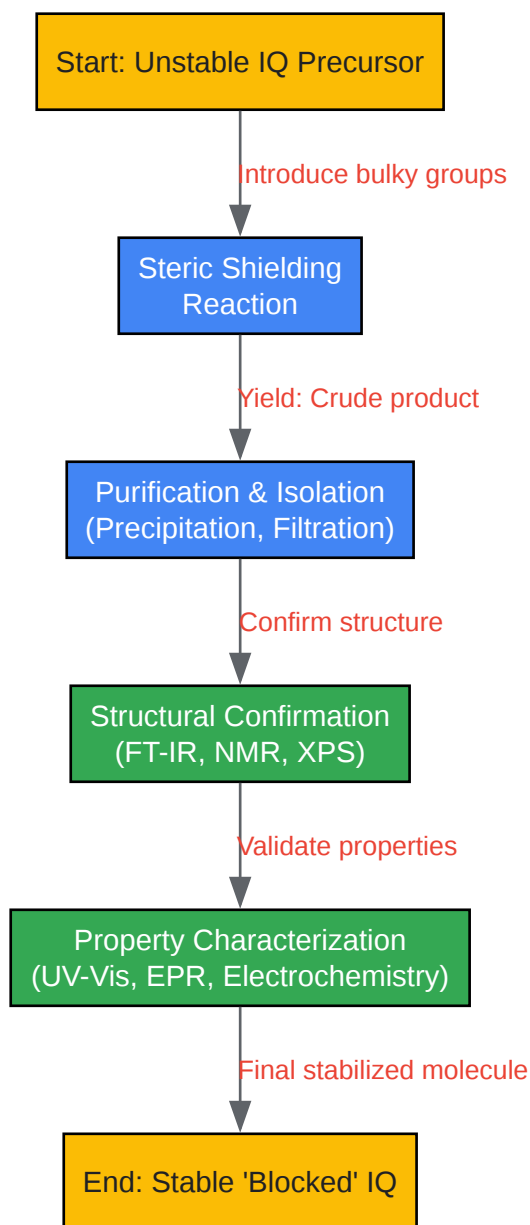 Start: Unstable IQ Precursor
Introduce bulky groups
Steric Shielding
Reaction
Yield: Crude product
Purification & Isolation
(Precipitation, Filtration)
Confirm structure
Structural Confirmation
(FT-IR, NMR, XPS)
Validate properties
Property Characterization
(UV-Vis, EPR, Electrochemistry)
Final stabilized molecule
End: Stable 'Blocked' IQ